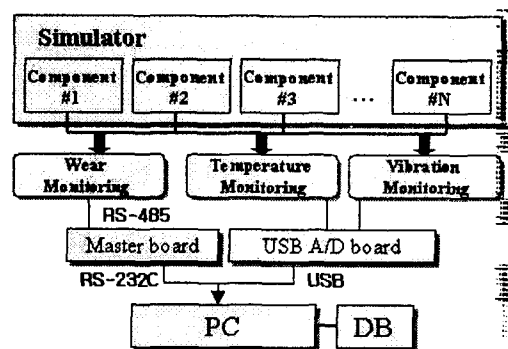 Simulator
Component #1
Component #2
Component #3
...
Component #N
Wear Monitoring
Temperature Monitoring
Vibration Monitoring
RS-485
Master board
USB A/D board
RS-232C
USB
PC
DB